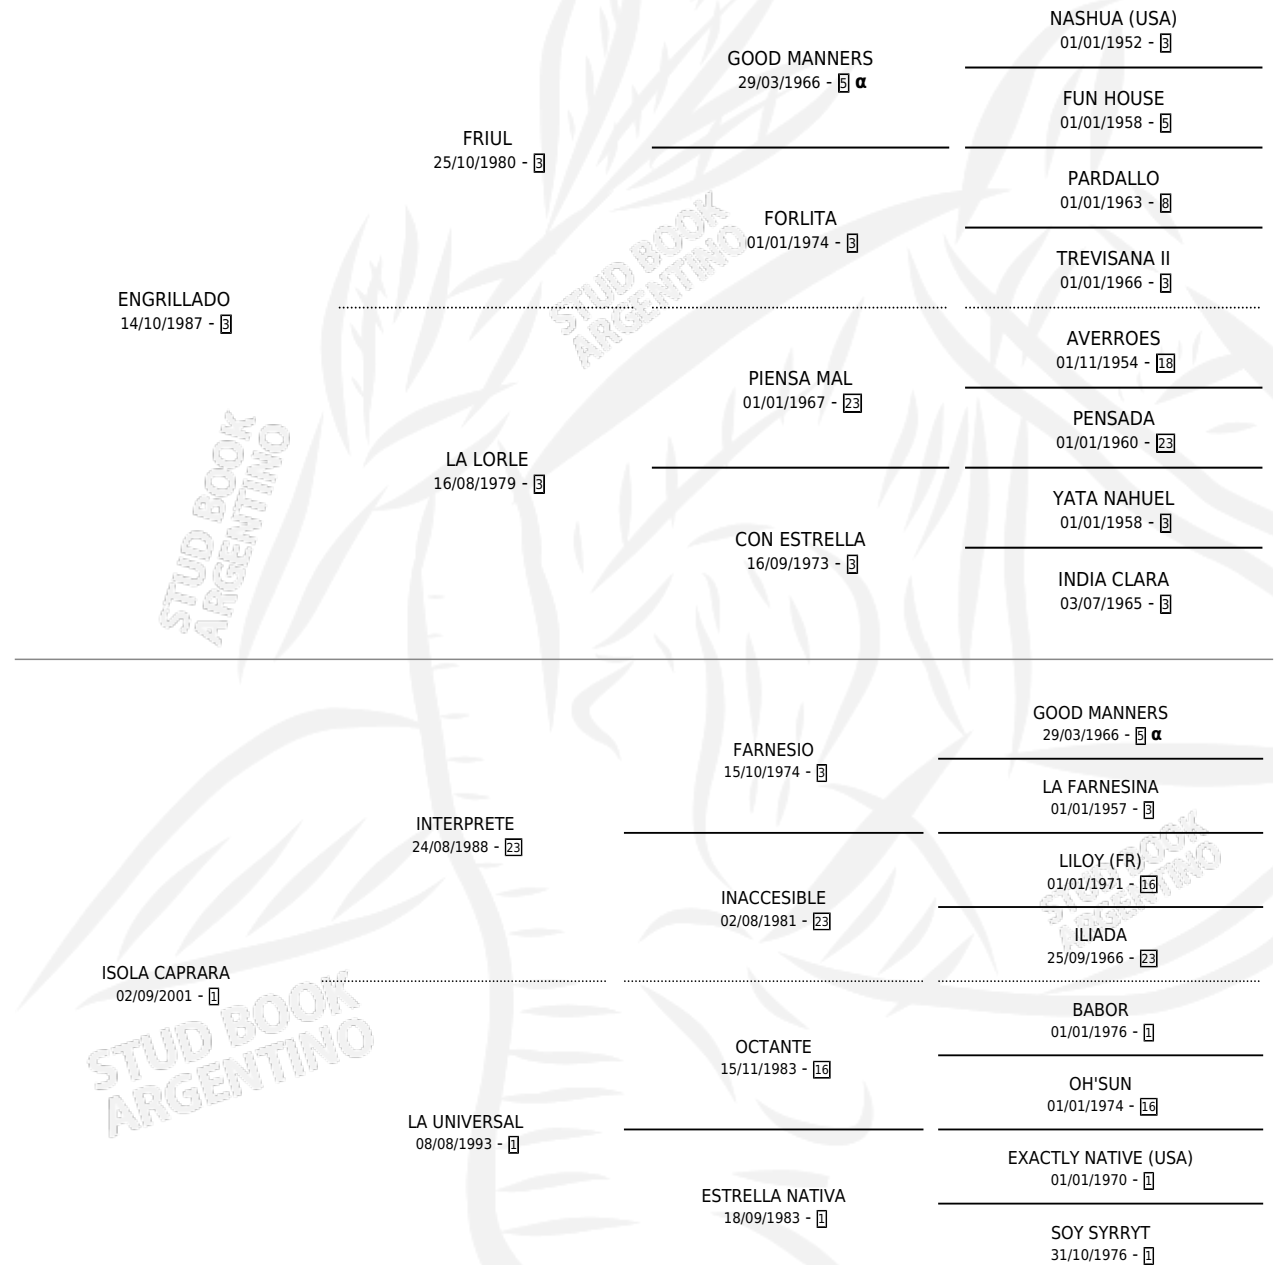 NASHUA (USA)
01/01/1952 - 3
GOOD MANNERS
29/03/1966 - 5 α
FUN HOUSE
01/01/1958 - 5
FRIUL
25/10/1980 - 3
PARDALLO
01/01/1963 - 8
FORLITA
01/01/1974 - 3
TREVISANA II
01/01/1966 - 3
ENGRILLADO
14/10/1987 - 3
AVERROES
01/11/1954 - 18
PIENSA MAL
01/01/1967 - 23
PENSADA
01/01/1960 - 23
LA LORLE
16/08/1979 - 3
YATA NAHUEL
01/01/1958 - 3
CON ESTRELLA
16/09/1973 - 3
INDIA CLARA
03/07/1965 - 3
GOOD MANNERS
29/03/1966 - 5 α
FARNESIO
15/10/1974 - 3
LA FARNESINA
01/01/1957 - 3
INTERPRETE
24/08/1988 - 23
LILOY (FR)
01/01/1971 - 16
INACCESIBLE
02/08/1981 - 23
ILIADA
25/09/1966 - 23
ISOLA CAPRARA
02/09/2001 - 1
BABOR
01/01/1976 - 1
OCTANTE
15/11/1983 - 16
OH'SUN
01/01/1974 - 16
LA UNIVERSAL
08/08/1993 - 1
EXACTLY NATIVE (USA)
01/01/1970 - 1
ESTRELLA NATIVA
18/09/1983 - 1
SOY SYRRYT
31/10/1976 - 1
STUD BOOK
ARGENTINO
STUD BOOK
ARGENTINO
STUD BOOK
ARGENTINO
STUD BOOK
ARGENTINO